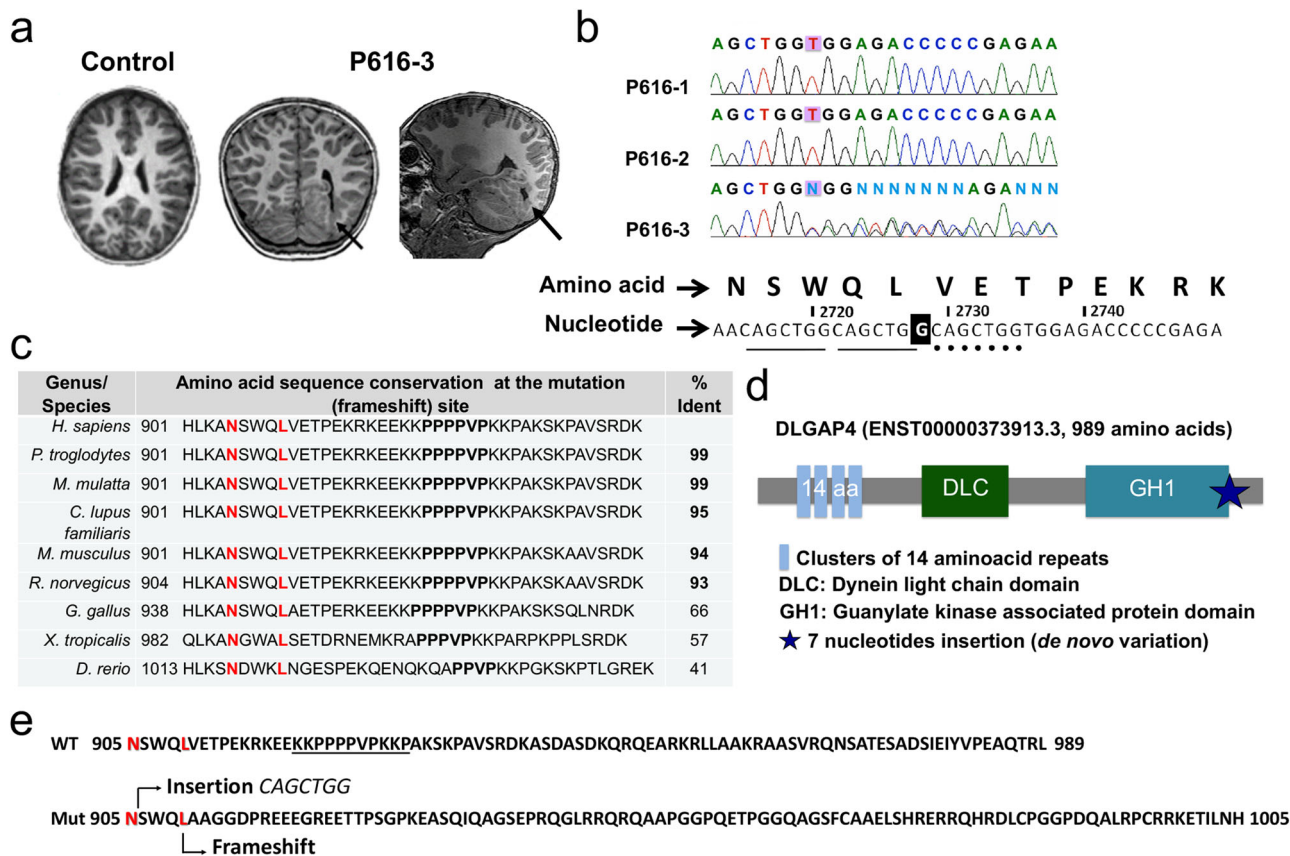 a
Control
P616-3
b
A G C T G G T G G A G A C C C C C G A G A A
P616-1
A G C T G G T G G A G A C C C C C G A G A A
P616-2
A G C T G G N G G N N N N N N N A G A N N N
P616-3
Amino acid N S W Q L V E T P E K R K
2720 2730 2740
Nucleotide AACAGCTGGCAGCTGGCAGCTGGTGGAGACCCCCGAGA
c
Genus/ Species Amino acid sequence conservation at the mutation (frameshift) site % Ident
H. sapiens 901 HLKANSWQLVETPEKRKEEKKPPPPVPKKPAKSKPAVSRDK
P. troglodytes 901 HLKANSWQLVETPEKRKEEKKPPPPVPKKPAKSKPAVSRDK 99
M. mulatta 901 HLKANSWQLVETPEKRKEEKKPPPPVPKKPAKSKPAVSRDK 99
C. lupus familiaris 901 HLKANSWQLVETPEKRKEEKKPPPPVPKKPAKSKPAVSRDK 95
M. musculus 901 HLKANSWQLVETPEKRKEEKKPPPPVPKKPAKSKAAVSRDK 94
R. norvegicus 904 HLKANSWQLVETPEKRKEEKKPPPPVPKKPAKSKAAVSRDK 93
G. gallus 938 HLKANSWQLAETPERKEEKKPPPPVPKKPAKSKSQLNRDK 66
X. tropicalis 982 QLKANGWALSETDRNEMKRAPPPVPKKPARPKPPLSRDK 57
D. rerio 1013 HLKSNDWKLNGESPEKQENQKQAPPVPKKPGKSKPTLGREK 41
d
DLGAP4 (ENST00000373913.3, 989 amino acids)
14 aa DLC GH1
Clusters of 14 aminoacid repeats
DLC: Dynein light chain domain
GH1: Guanylate kinase associated protein domain
7 nucleotides insertion (de novo variation)
e
WT 905 NSWQLVETPEKRKEEKKPPPPVPKKPAKSKPAVSRDKASDASDKQRQEARKRLLAAKRAASVRQNSATESADSIEIYVPEAQTRL 989
Insertion CAGCTGG
Mut 905 NSWQLAAGGDPREEEGREETTPSGPKEASQIQAGSEPRQGLRRQRQAAPGGPQETPGGQAGSFCAAELSHRERRQHRDLCPGGPDQALRPCRRKETILNH 1005
Frameshift